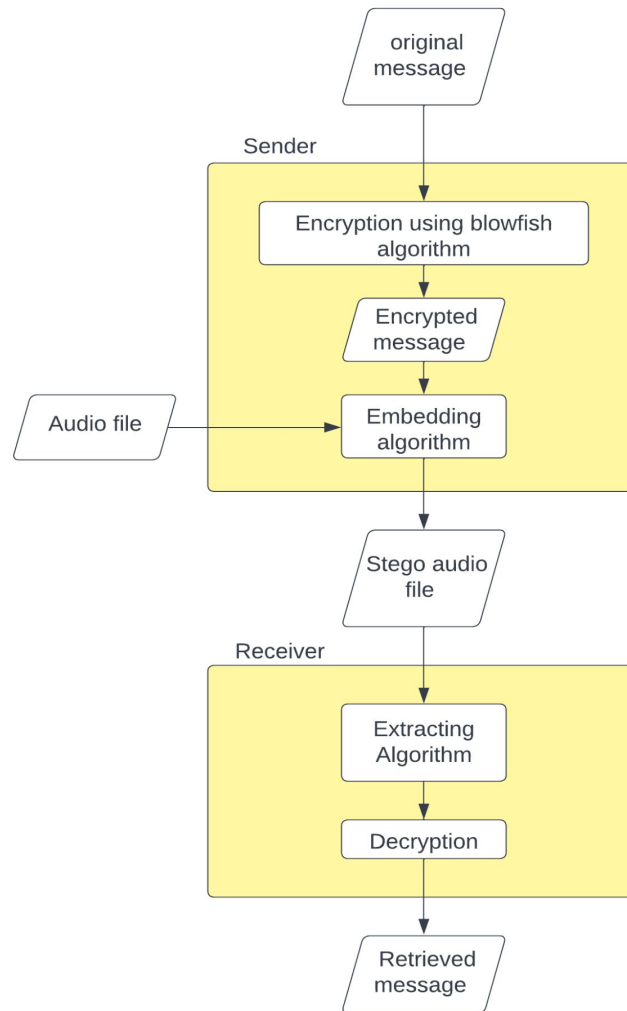 original
message
Sender
Encryption using blowfish
algorithm
Encrypted
message
Audio file
Embedding
algorithm
Stego audio
file
Receiver
Extracting
Algorithm
Decryption
Retrieved
message